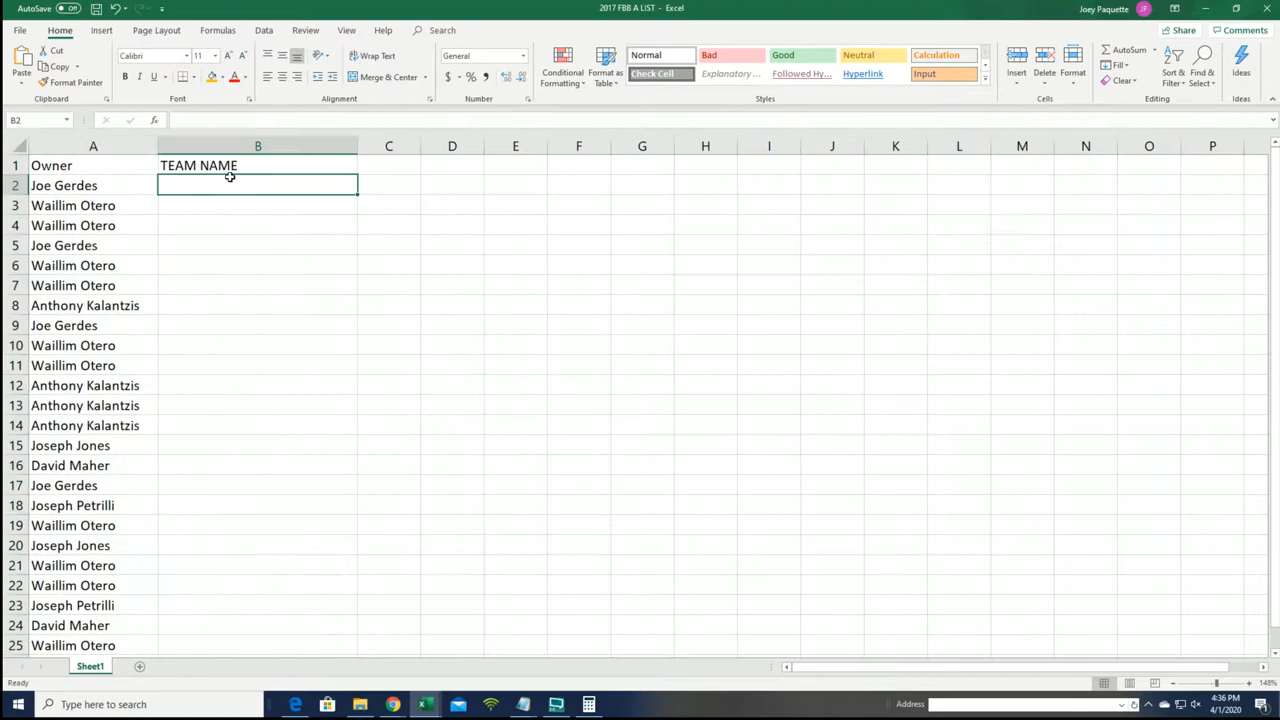 AutoSave Off
2017 FBB A LIST - Excel
Joey Paquette JP
File Home Insert Page Layout Formulas Data Review View Help Search Share Comments
Paste Cut Copy Format Painter Clipboard
Calibri 11 B I U A Font
Wrap Text Merge & Center Alignment
General $ % Number
Conditional Formatting Format as Table
Normal Bad Good Neutral Calculation
Check Cell Explanatory ... Followed Hy... Hyperlink Input
Styles
Insert Delete Format Cells
AutoSum Fill Clear Sort & Filter Find & Select Editing
Ideas Ideas
B2 fx
A B C D E F G H I J K L M N O P
1 Owner TEAM NAME
2 Joe Gerdes
3 Waillim Otero
4 Waillim Otero
5 Joe Gerdes
6 Waillim Otero
7 Waillim Otero
8 Anthony Kalantzis
9 Joe Gerdes
10 Waillim Otero
11 Waillim Otero
12 Anthony Kalantzis
13 Anthony Kalantzis
14 Anthony Kalantzis
15 Joseph Jones
16 David Maher
17 Joe Gerdes
18 Joseph Petrilli
19 Waillim Otero
20 Joseph Jones
21 Waillim Otero
22 Waillim Otero
23 Joseph Petrilli
24 David Maher
25 Waillim Otero
Sheet1
Ready
148%
Type here to search
Address
4:36 PM
4/1/2020